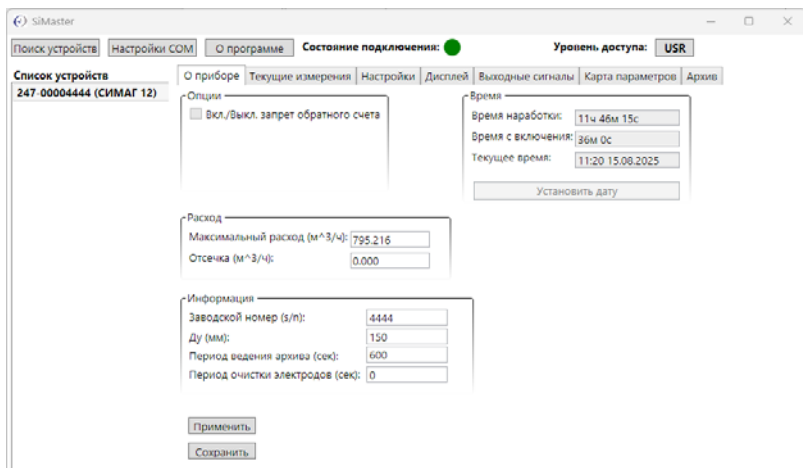 SiMaster
Поиск устройств Настройки COM О программе Состояние подключения: Уровень доступа: USR
Список устройств
247-00004444 (СИМАГ 12)
О приборе Текущие измерения Настройки Дисплей Выходные сигналы Карта параметров Архив
Опции
Вкл./Выкл. запрет обратного счета
Время
Время наработки: 11ч 46м 15с
Время с включения: 36м 0с
Текущее время: 11:20 15.08.2025
Установить дату
Расход
Максимальный расход (м^3/ч): 795.216
Отсечка (м^3/ч): 0.000
Информация
Заводской номер (s/n): 4444
Ду (мм): 150
Период ведения архива (сек): 600
Период очистки электродов (сек): 0
Применить
Сохранить